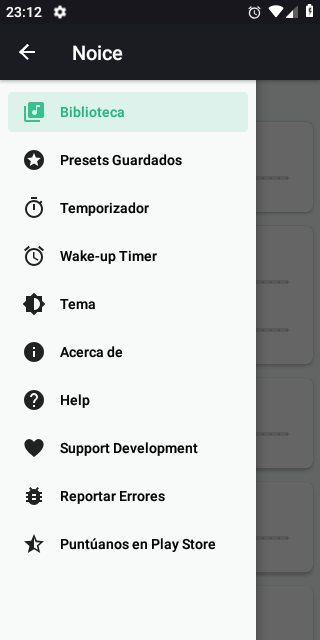 23:12
Noice
Biblioteca
Presets Guardados
Temporizador
Wake-up Timer
Tema
Acerca de
Help
Support Development
Reportar Errores
Puntúanos en Play Store